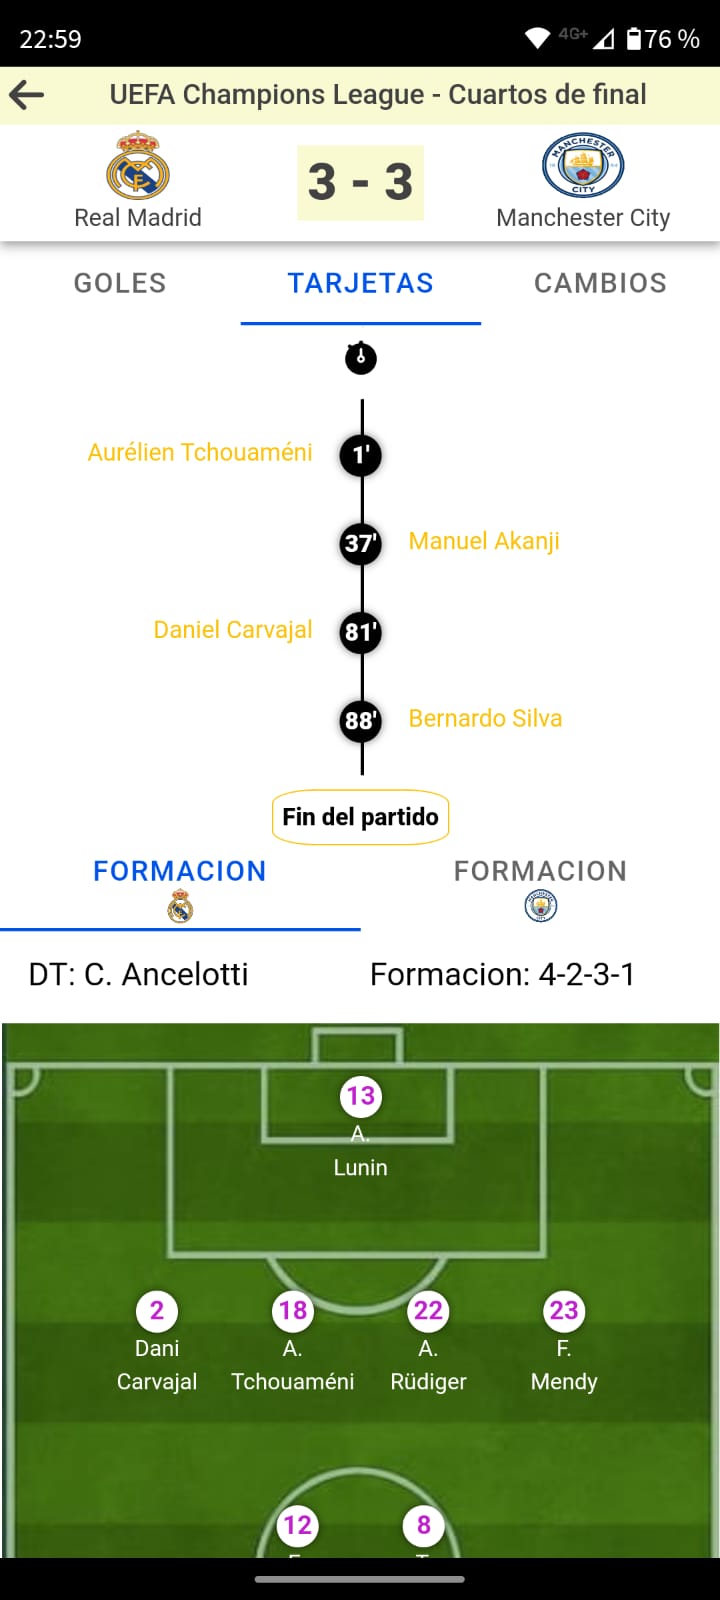 22:59
4G+
76 %
UEFA Champions League - Cuartos de final
3 - 3
MANCHESTER
CITY
Real Madrid
Manchester City
GOLES
TARJETAS
CAMBIOS
Aurélien Tchouaméni
1'
37'
Manuel Akanji
Daniel Carvajal
81'
88'
Bernardo Silva
Fin del partido
FORMACION
FORMACION
DT: C. Ancelotti
Formacion: 4-2-3-1
13
A.
Lunin
2
18
22
23
Dani
A.
A.
F.
Carvajal
Tchouaméni
Rüdiger
Mendy
12
8